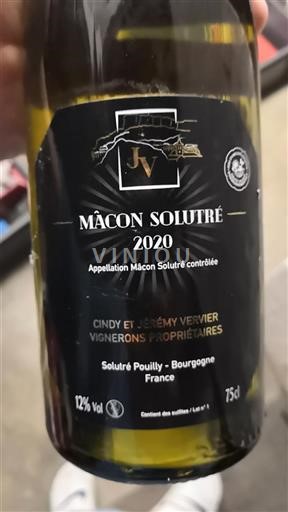 JV
MÂCON SOLUTRÉ
2020
VINIOU
Appellation Mâcon Solutré contrôlée
CINDY ET JÉRÉMY VERVIER
VIGNERONS PROPRIÉTAIRES
Solutré Pouilly - Bourgogne
France
12% Vol
Contient des sulfites / Lot n° 1
75cl